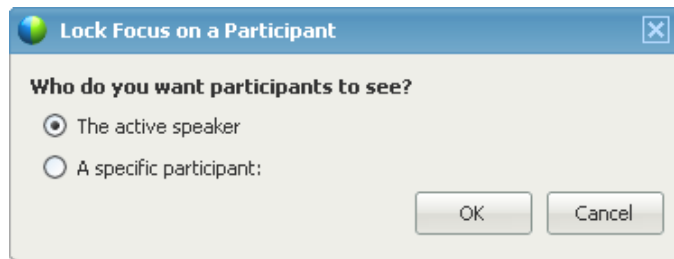 Lock Focus on a Participant
Who do you want participants to see?
The active speaker
A specific participant:
OK Cancel